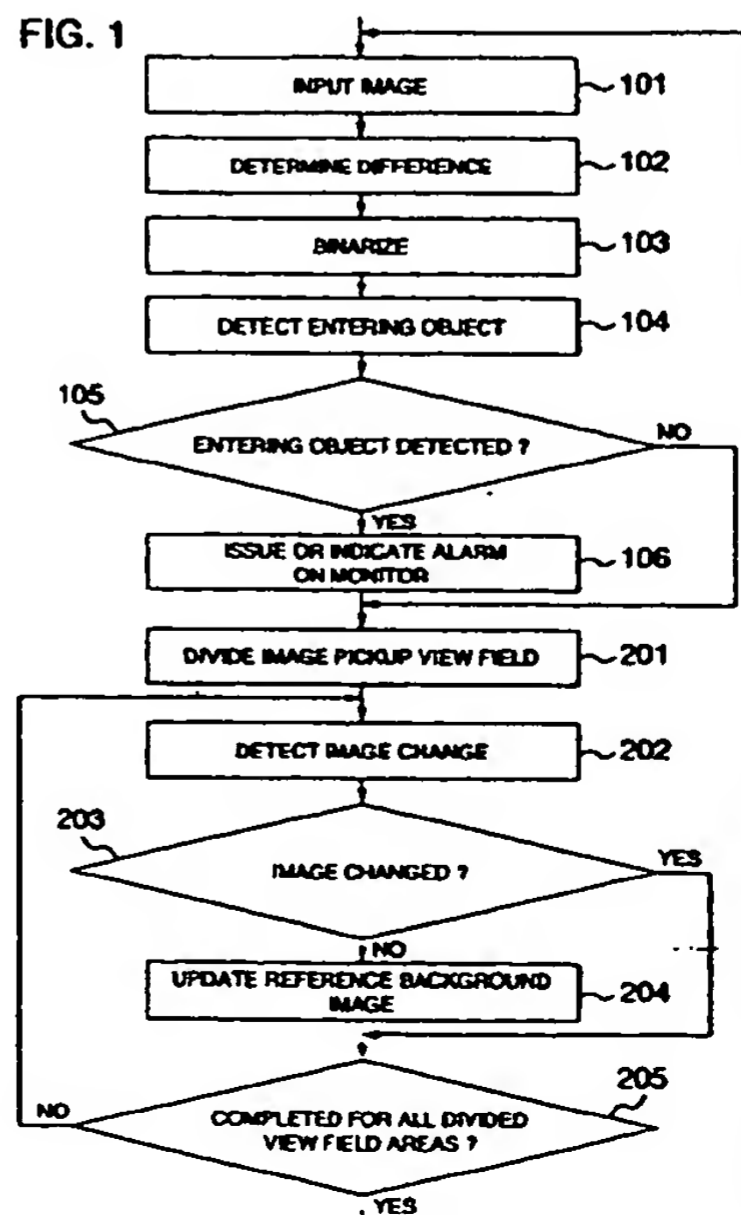 FIG. 1
INPUT IMAGE
101
DETERMINE DIFFERENCE
102
BINARIZE
103
DETECT ENTERING OBJECT
104
105
ENTERING OBJECT DETECTED ?
NO
YES
ISSUE OR INDICATE ALARM
ON MONITOR
106
DIVIDE IMAGE PICKUP VIEW FIELD
201
DETECT IMAGE CHANGE
202
203
IMAGE CHANGED ?
YES
NO
UPDATE REFERENCE BACKGROUND
IMAGE
204
205
NO
COMPLETED FOR ALL DIVIDED
VIEW FIELD AREAS ?
YES